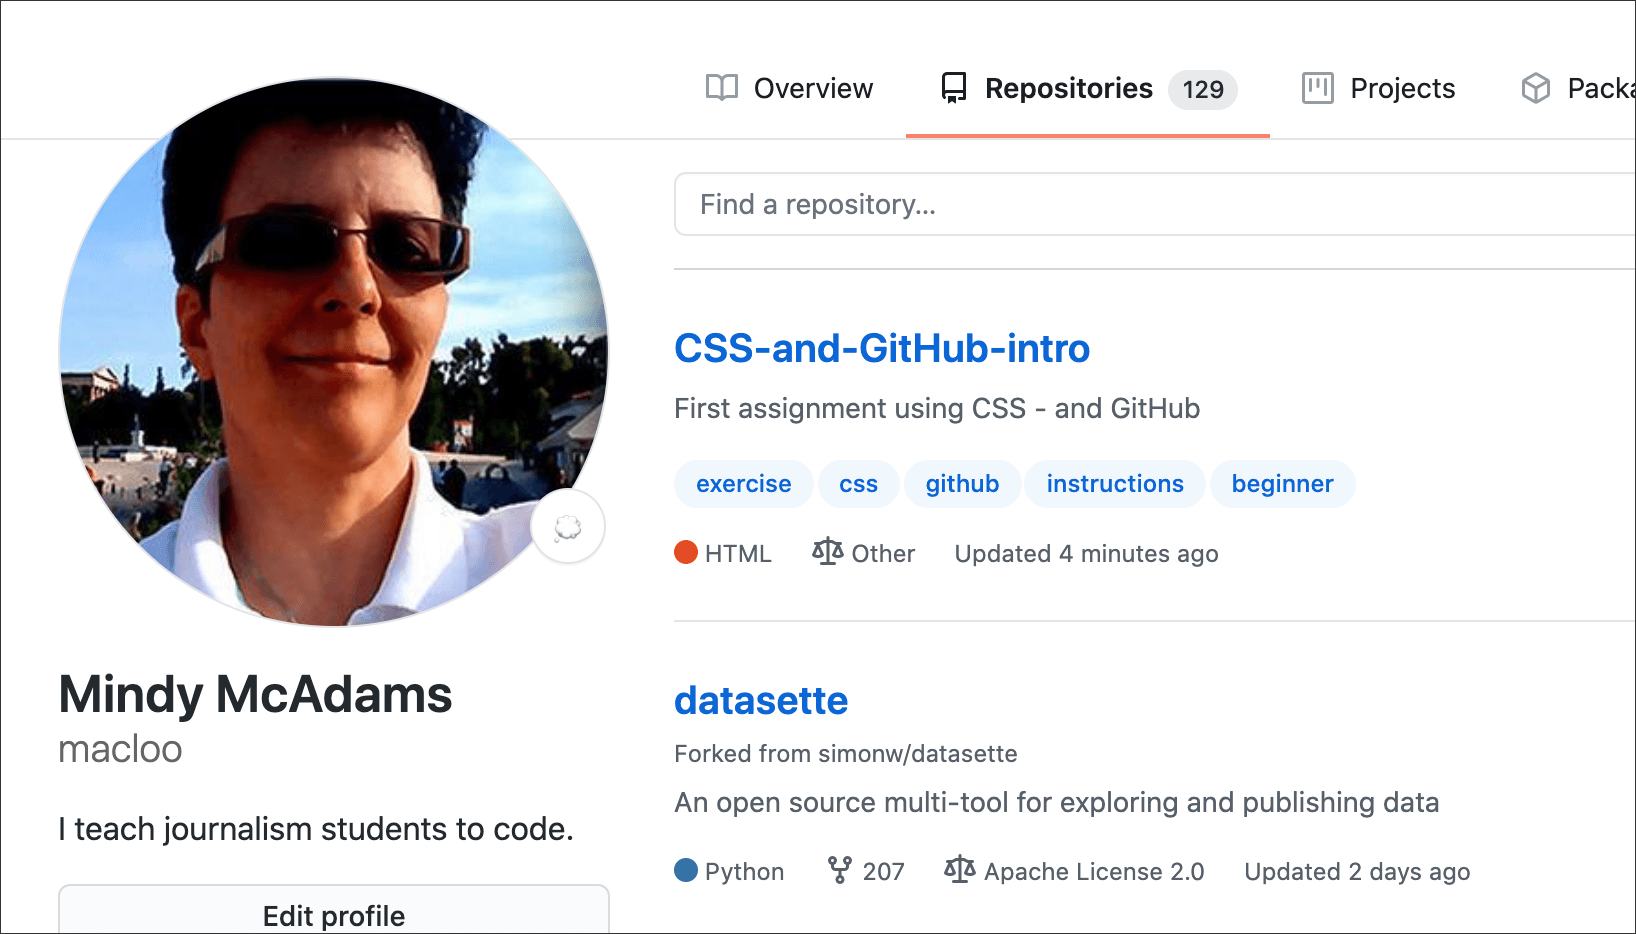 Overview Repositories 129 Projects
Find a repository...
CSS-and-GitHub-intro
First assignment using CSS - and GitHub
exercise css github instructions beginner
HTML Other Updated 4 minutes ago
datasette
Forked from simonw/datasette
An open source multi-tool for exploring and publishing data
Python 207 Apache License 2.0 Updated 2 days ago
Mindy McAdams
macloo
I teach journalism students to code.
Edit profile